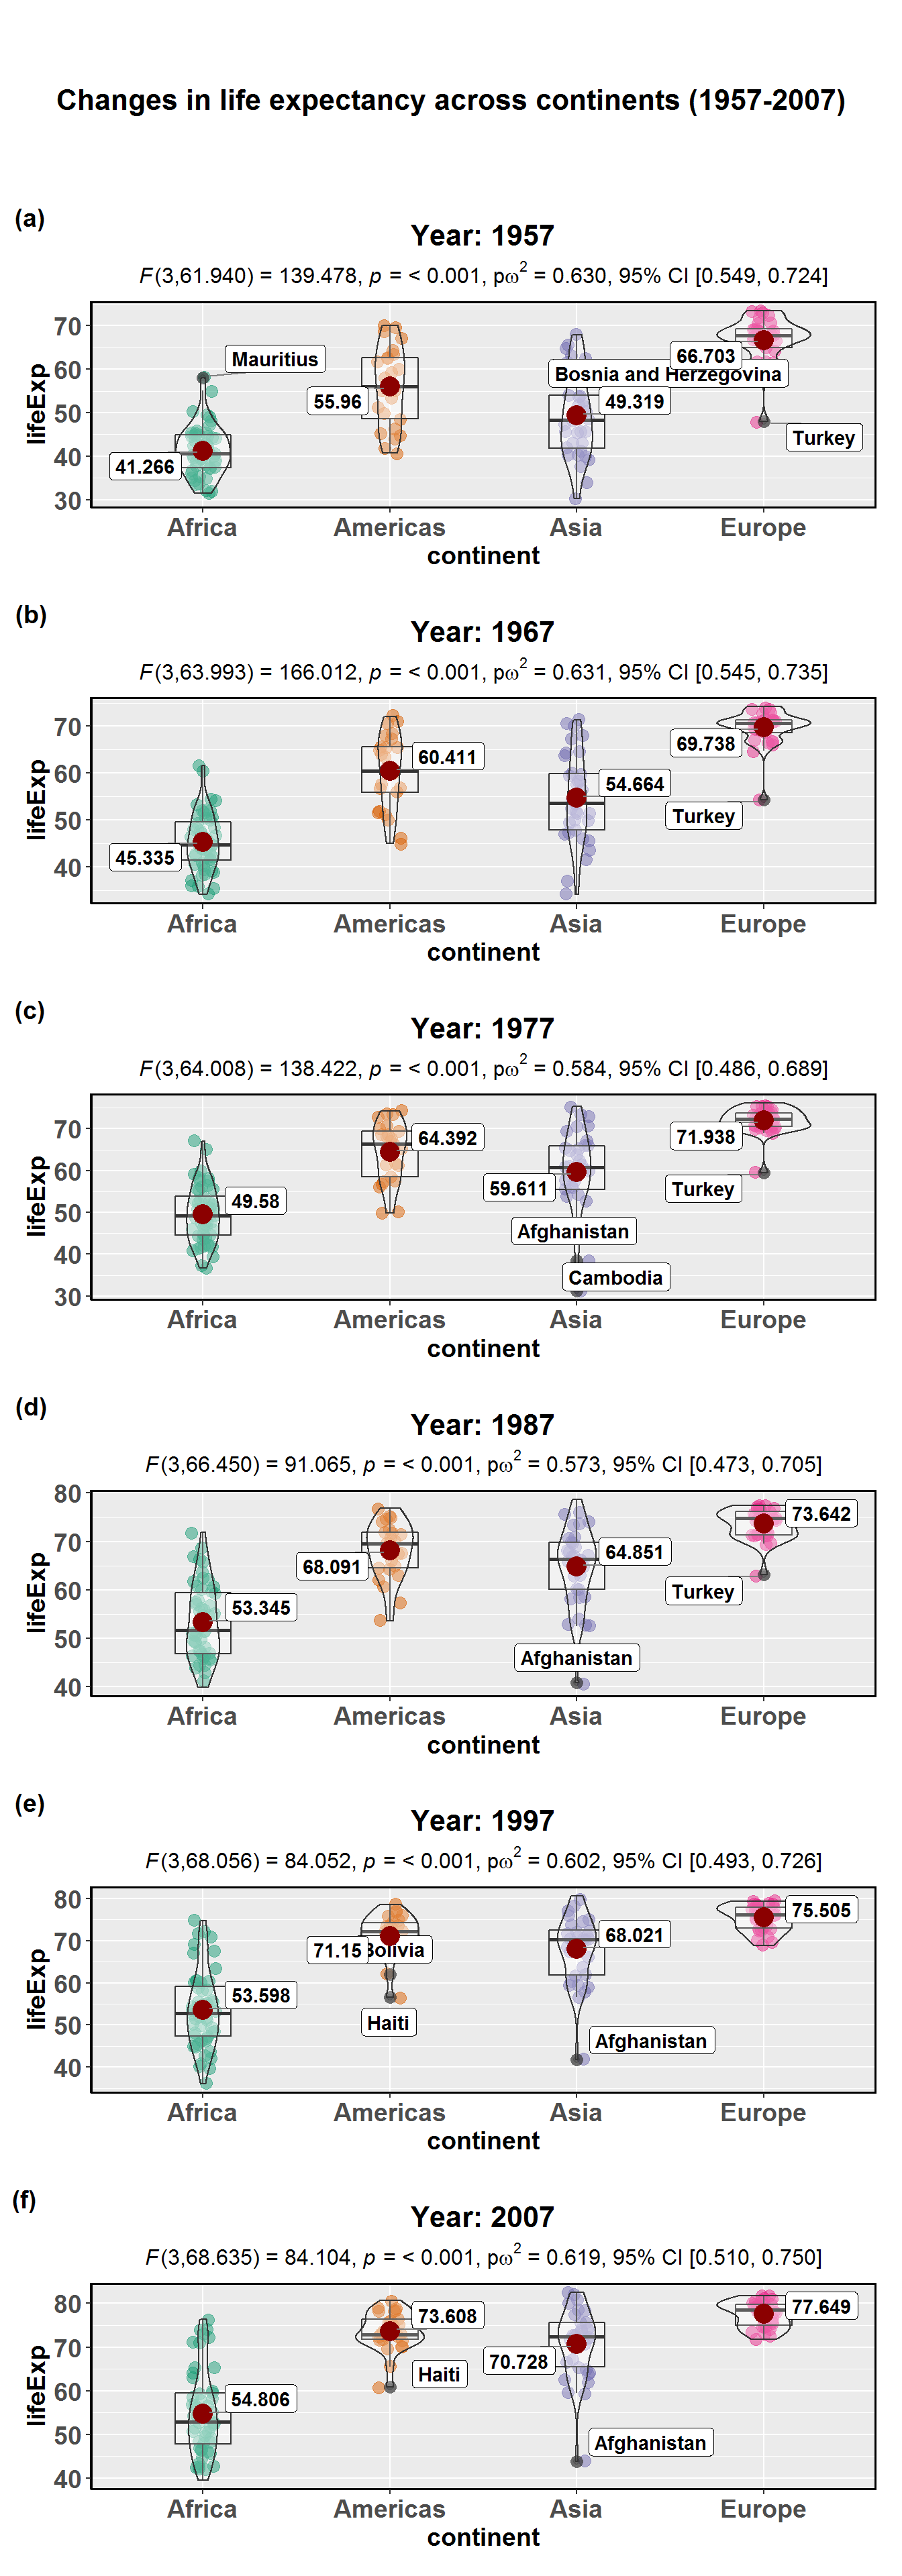 Changes in life expectancy across continents (1957-2007)
(a)
Year: 1957
F(3,61.940) = 139.478, p = < 0.001, pω² = 0.630, 95% CI [0.549, 0.724]
lifeExp
70
60
50
40
30
Mauritius
41.266
55.96
Bosnia and Herzegovina
49.319
66.703
Turkey
Africa Americas Asia Europe
continent
(b)
Year: 1967
F(3,63.993) = 166.012, p = < 0.001, pω² = 0.631, 95% CI [0.545, 0.735]
lifeExp
70
60
50
40
45.335
60.411
54.664
69.738
Turkey
Africa Americas Asia Europe
continent
(c)
Year: 1977
F(3,64.008) = 138.422, p = < 0.001, pω² = 0.584, 95% CI [0.486, 0.689]
lifeExp
70
60
50
40
30
49.58
64.392
59.611
Afghanistan
Cambodia
71.938
Turkey
Africa Americas Asia Europe
continent
(d)
Year: 1987
F(3,66.450) = 91.065, p = < 0.001, pω² = 0.573, 95% CI [0.473, 0.705]
lifeExp
80
70
60
50
40
53.345
68.091
64.851
Afghanistan
73.642
Turkey
Africa Americas Asia Europe
continent
(e)
Year: 1997
F(3,68.056) = 84.052, p = < 0.001, pω² = 0.602, 95% CI [0.493, 0.726]
lifeExp
80
70
60
50
40
53.598
71.15
Bolivia
Haiti
68.021
Afghanistan
75.505
Africa Americas Asia Europe
continent
(f)
Year: 2007
F(3,68.635) = 84.104, p = < 0.001, pω² = 0.619, 95% CI [0.510, 0.750]
lifeExp
80
70
60
50
40
54.806
73.608
Haiti
70.728
Afghanistan
77.649
Africa Americas Asia Europe
continent